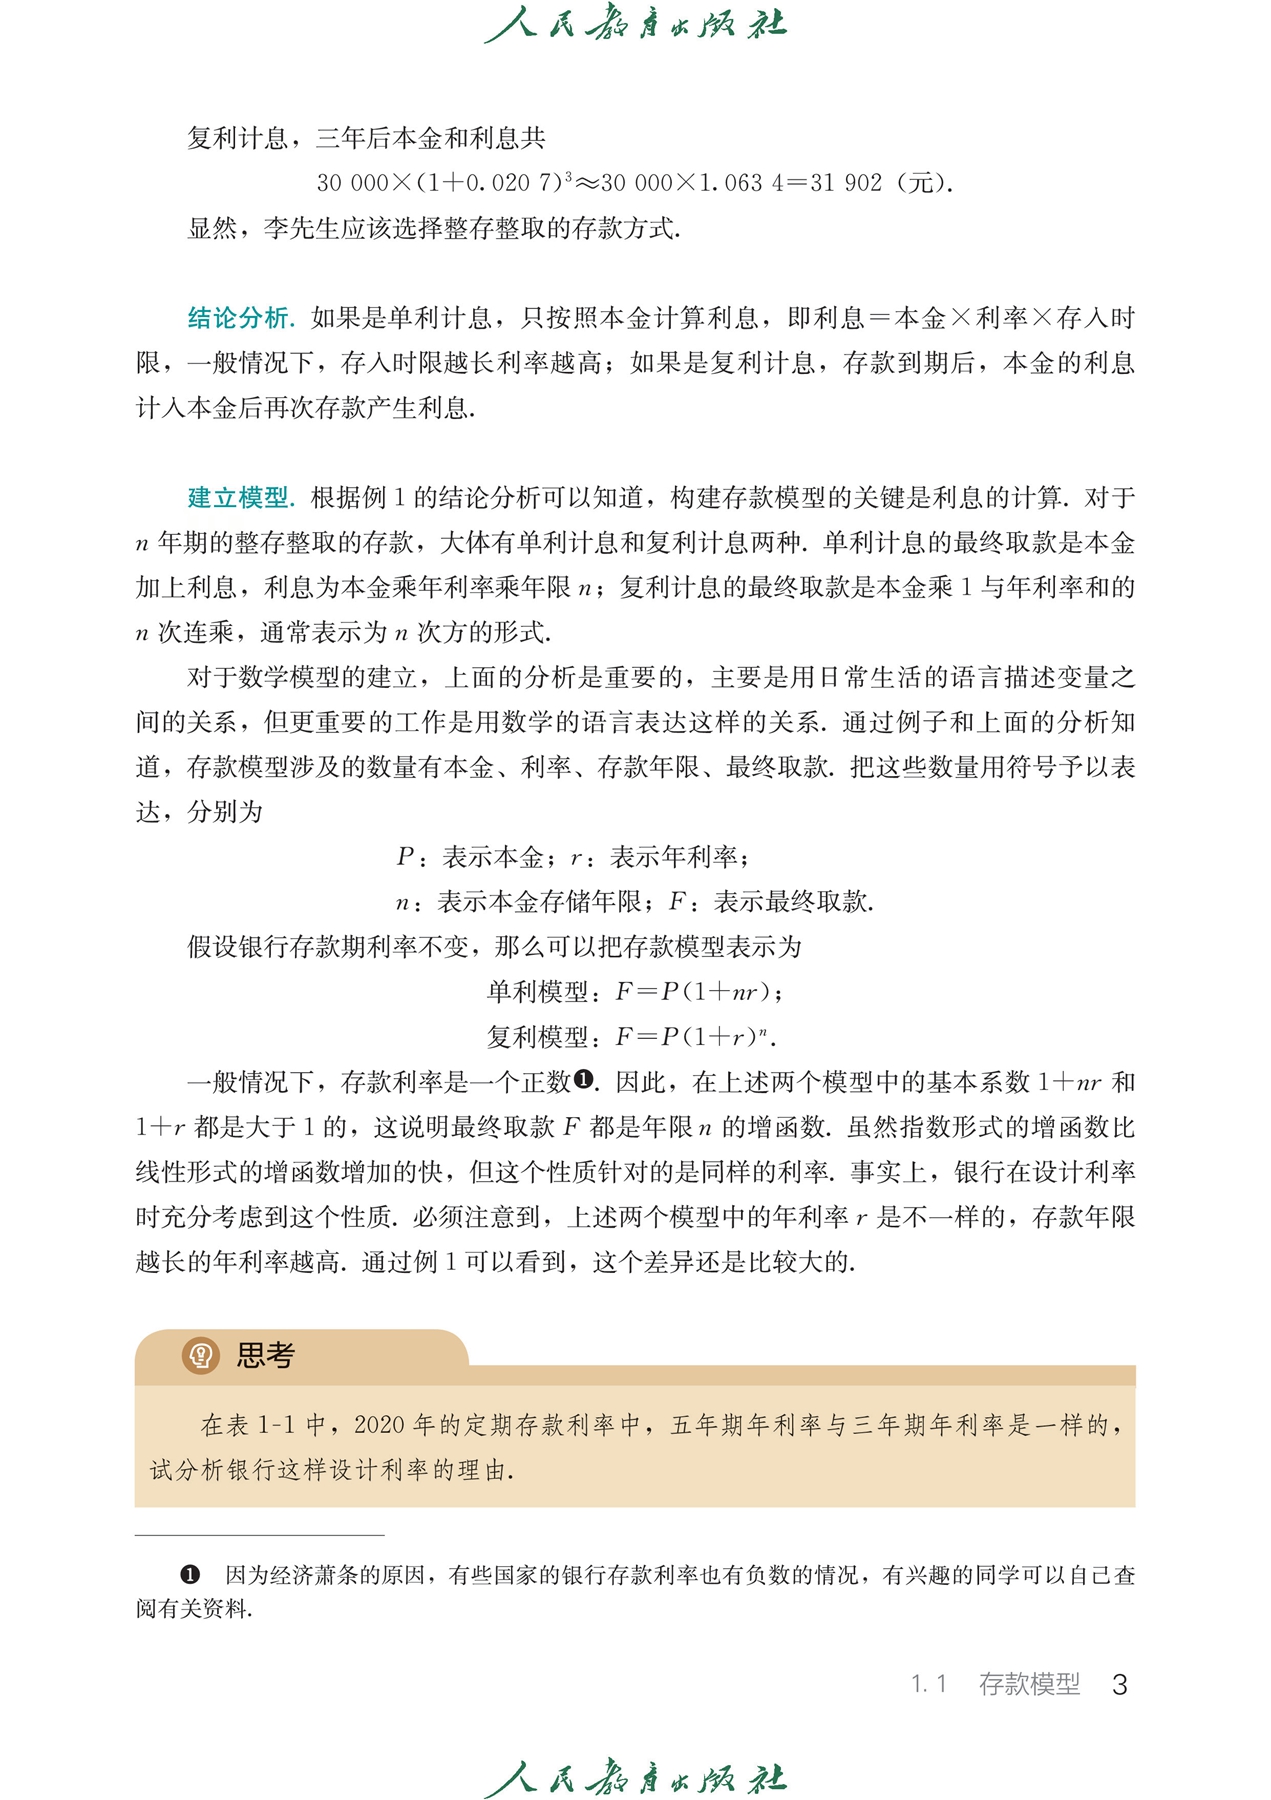 人民教育出版社
复利计息，三年后本金和利息共
30 000×(1+0.020 7)³≈30 000×1.063 4=31 902（元）.
显然，李先生应该选择整存整取的存款方式.
结论分析. 如果是单利计息，只按照本金计算利息，即利息＝本金×利率×存入时
限，一般情况下，存入时限越长利率越高；如果是复利计息，存款到期后，本金的利息
计入本金后再次存款产生利息.
建立模型. 根据例 1 的结论分析可以知道，构建存款模型的关键是利息的计算. 对于
n 年期的整存整取的存款，大体有单利计息和复利计息两种. 单利计息的最终取款是本金
加上利息，利息为本金乘年利率乘年限 n；复利计息的最终取款是本金乘 1 与年利率和的
n 次连乘，通常表示为 n 次方的形式.
对于数学模型的建立，上面的分析是重要的，主要是用日常生活的语言描述变量之
间的关系，但更重要的工作是用数学的语言表达这样的关系. 通过例子和上面的分析知
道，存款模型涉及的数量有本金、利率、存款年限、最终取款. 把这些数量用符号予以表
达，分别为
P：表示本金；r：表示年利率；
n：表示本金存储年限；F：表示最终取款.
假设银行存款期利率不变，那么可以把存款模型表示为
单利模型：F=P(1+nr)；
复利模型：F=P(1+r)ⁿ.
一般情况下，存款利率是一个正数❶. 因此，在上述两个模型中的基本系数 1+nr 和
1+r 都是大于 1 的，这说明最终取款 F 都是年限 n 的增函数. 虽然指数形式的增函数比
线性形式的增函数增加的快，但这个性质针对的是同样的利率. 事实上，银行在设计利率
时充分考虑到这个性质. 必须注意到，上述两个模型中的年利率 r 是不一样的，存款年限
越长的年利率越高. 通过例 1 可以看到，这个差异还是比较大的.
思考
在表 1-1 中，2020 年的定期存款利率中，五年期年利率与三年期年利率是一样的，
试分析银行这样设计利率的理由.
❶ 因为经济萧条的原因，有些国家的银行存款利率也有负数的情况，有兴趣的同学可以自己查
阅有关资料.
1.1 存款模型 3
人民教育出版社